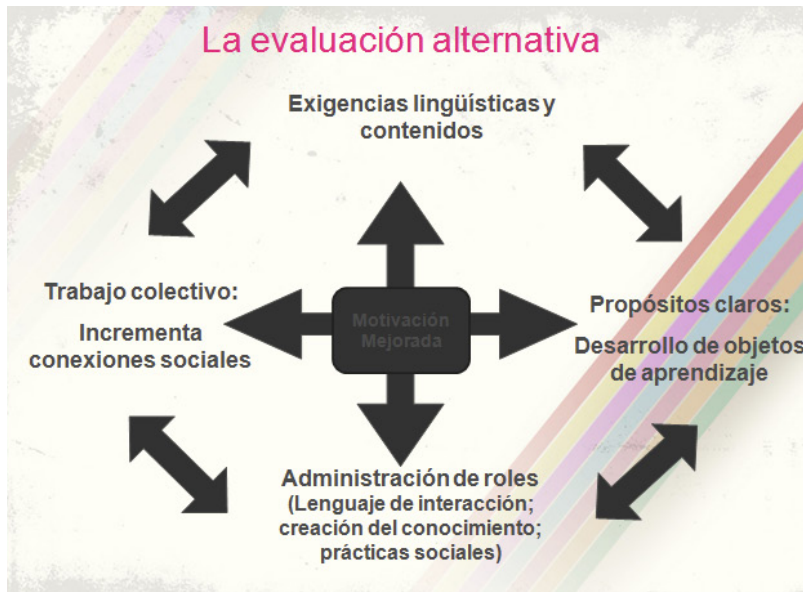 La evaluación alternativa
Exigencias lingüísticas y
contenidos
Trabajo colectivo:
Incrementa
conexiones sociales
Motivación
Mejorada
Propósitos claros:
Desarrollo de objetos
de aprendizaje
Administración de roles
(Lenguaje de interacción;
creación del conocimiento;
prácticas sociales)